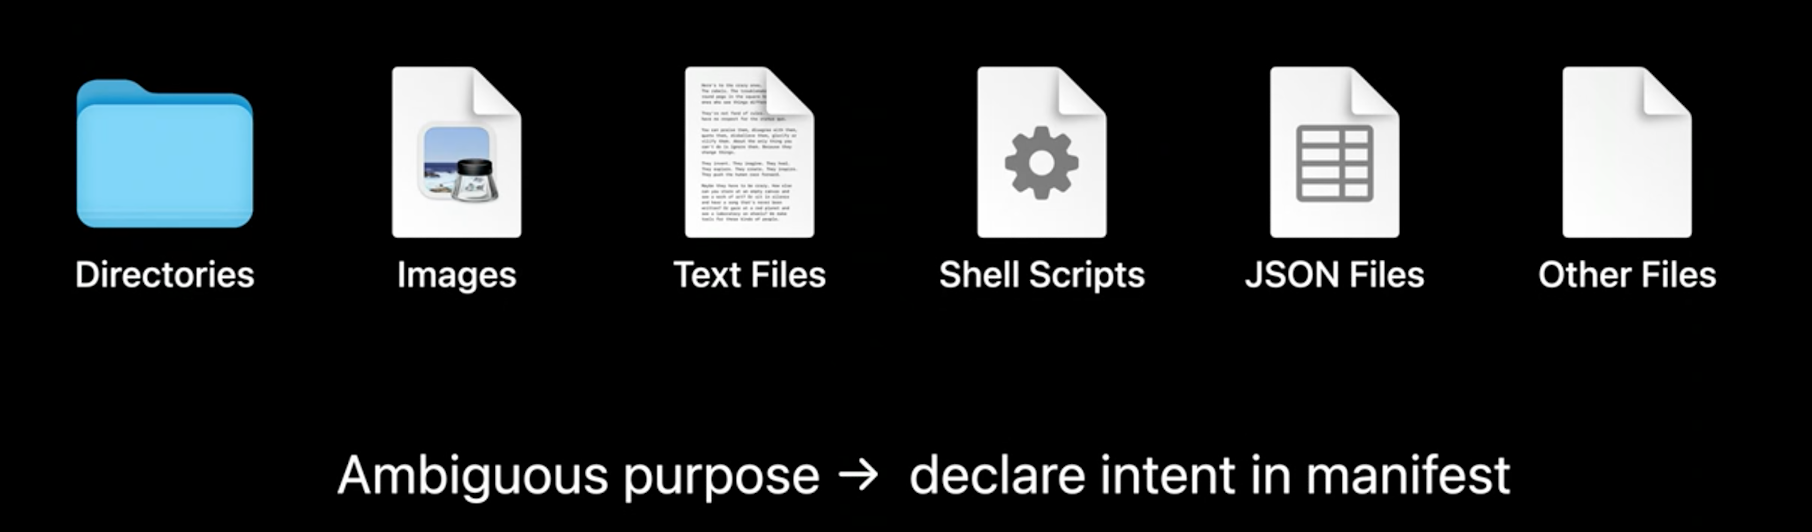 Directories
Images
Text Files
Shell Scripts
JSON Files
Other Files
Ambiguous purpose → declare intent in manifest